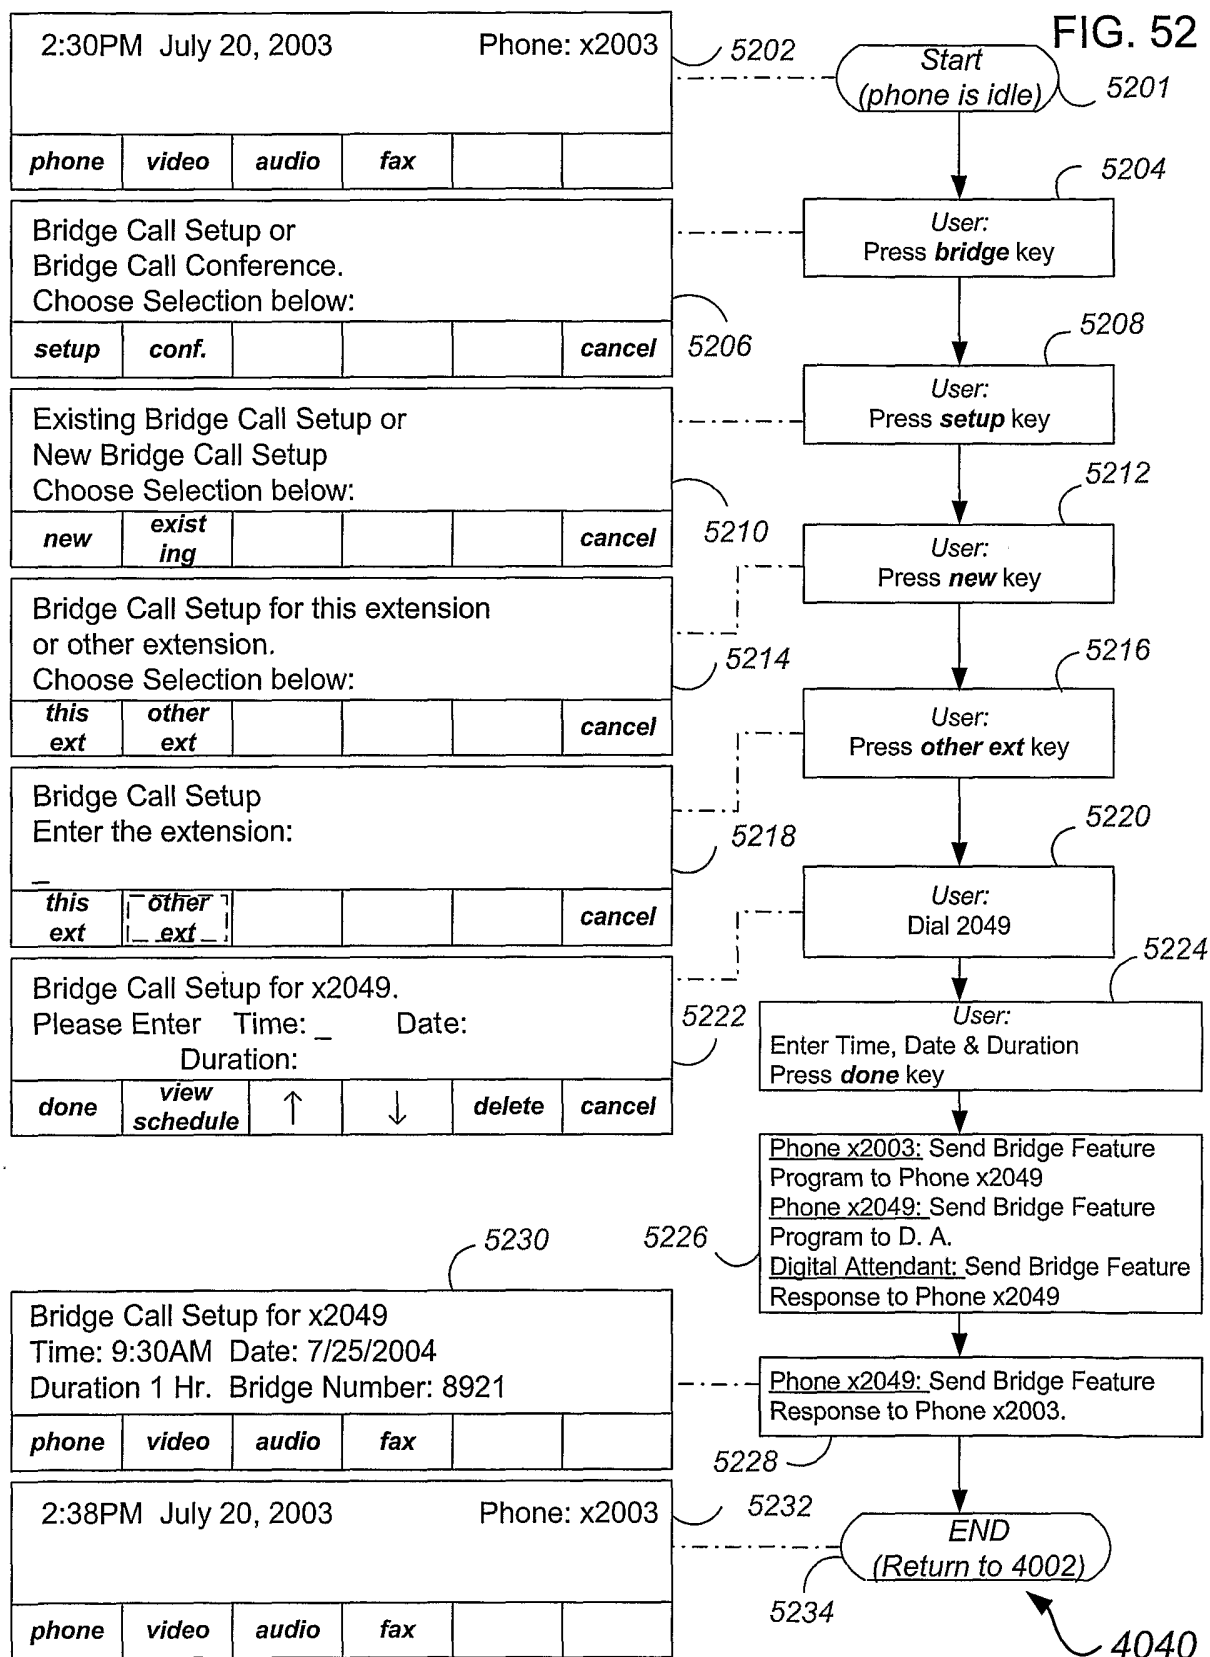 FIG. 52
2:30PM July 20, 2003 Phone: x2003
5202
phone video audio fax
Start
(phone is idle)
5201
Bridge Call Setup or
Bridge Call Conference.
Choose Selection below:
5206
setup conf. cancel
User:
Press bridge key
5204
Existing Bridge Call Setup or
New Bridge Call Setup
Choose Selection below:
5210
new exist
ing cancel
User:
Press setup key
5208
Bridge Call Setup for this extension
or other extension.
Choose Selection below:
5214
this
ext other
ext cancel
User:
Press new key
5212
Bridge Call Setup
Enter the extension:
_
5218
this
ext other
ext cancel
User:
Press other ext key
5216
Bridge Call Setup for x2049.
Please Enter Time: _ Date:
Duration:
5222
done view
schedule ↑ ↓ delete cancel
User:
Dial 2049
5220
User:
Enter Time, Date & Duration
Press done key
5224
Phone x2003: Send Bridge Feature
Program to Phone x2049
Phone x2049: Send Bridge Feature
Program to D. A.
Digital Attendant: Send Bridge Feature
Response to Phone x2049
5226
5230
Bridge Call Setup for x2049
Time: 9:30AM Date: 7/25/2004
Duration 1 Hr. Bridge Number: 8921
phone video audio fax
Phone x2049: Send Bridge Feature
Response to Phone x2003.
5228
2:38PM July 20, 2003 Phone: x2003
5232
phone video audio fax
END
(Return to 4002)
5234
4040